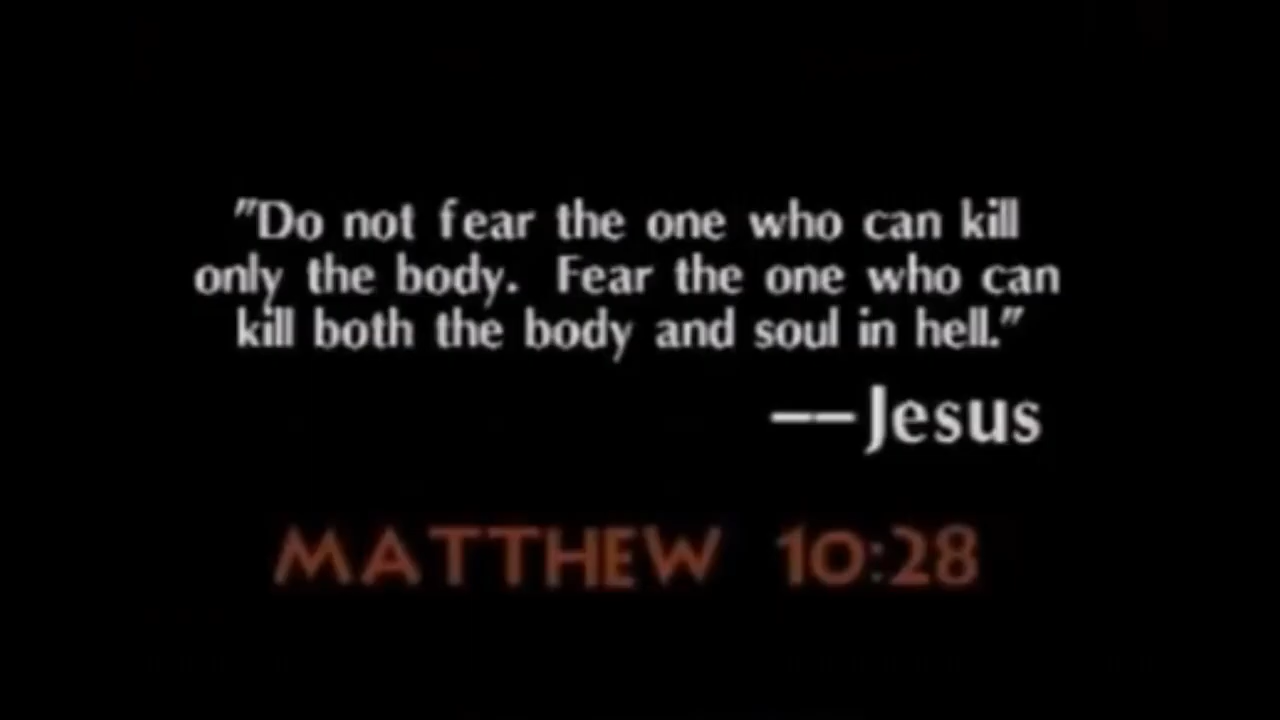 "Do not fear the one who can kill
only the body. Fear the one who can
kill both the body and soul in hell."
--Jesus
MATTHEW 10:28